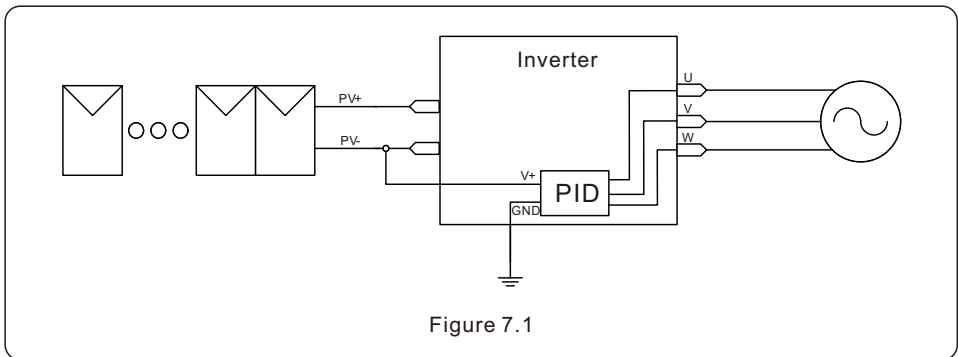 Inverter
U
PV+
V
PV-
W
V+
PID
GND
Figure 7.1